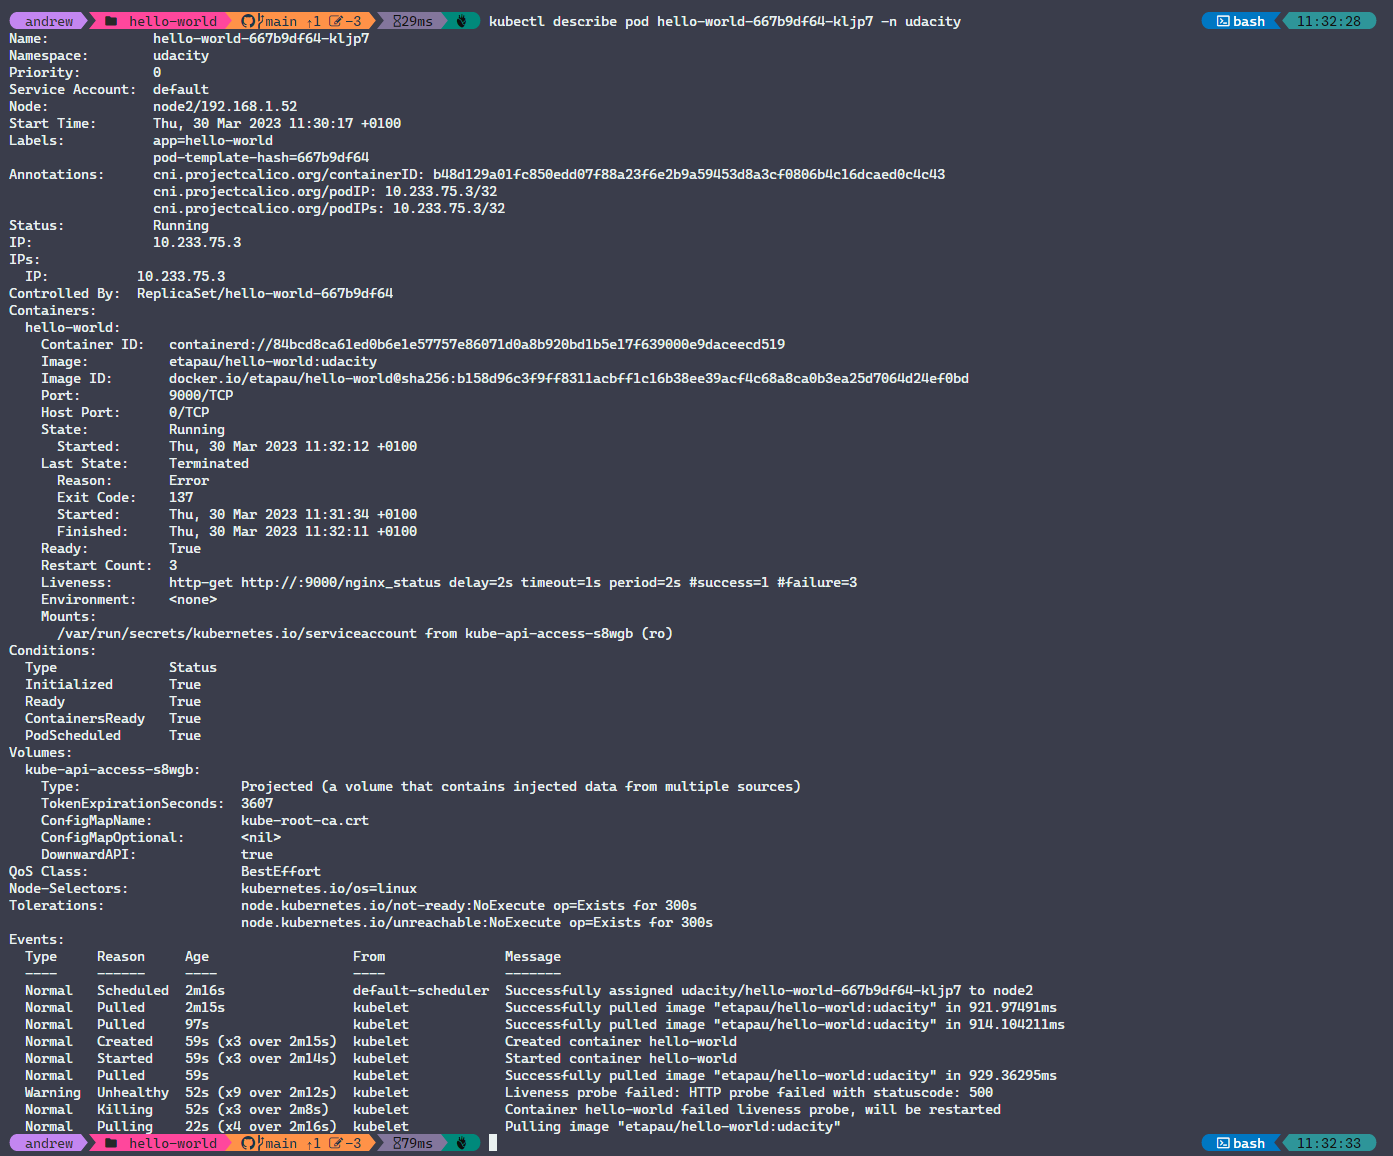 andrew hello-world main ↑1 -3 29ms kubectl describe pod hello-world-667b9df64-kljp7 -n udacity bash 11:32:28
Name: hello-world-667b9df64-kljp7
Namespace: udacity
Priority: 0
Service Account: default
Node: node2/192.168.1.52
Start Time: Thu, 30 Mar 2023 11:30:17 +0100
Labels: app=hello-world
pod-template-hash=667b9df64
Annotations: cni.projectcalico.org/containerID: b48d129a01fc850edd07f88a23f6e2b9a59453d8a3cf0806b4c16dcaed0c4c43
cni.projectcalico.org/podIP: 10.233.75.3/32
cni.projectcalico.org/podIPs: 10.233.75.3/32
Status: Running
IP: 10.233.75.3
IPs:
IP: 10.233.75.3
Controlled By: ReplicaSet/hello-world-667b9df64
Containers:
hello-world:
Container ID: containerd://84bcd8ca61ed0b6e1e57757e86071d0a8b920bd1b5e17f639000e9daceecd519
Image: etapau/hello-world:udacity
Image ID: docker.io/etapau/hello-world@sha256:b158d96c3f9ff8311acbff1c16b38ee39acf4c68a8ca0b3ea25d7064d24ef0bd
Port: 9000/TCP
Host Port: 0/TCP
State: Running
Started: Thu, 30 Mar 2023 11:32:12 +0100
Last State: Terminated
Reason: Error
Exit Code: 137
Started: Thu, 30 Mar 2023 11:31:34 +0100
Finished: Thu, 30 Mar 2023 11:32:11 +0100
Ready: True
Restart Count: 3
Liveness: http-get http://:9000/nginx_status delay=2s timeout=1s period=2s #success=1 #failure=3
Environment: <none>
Mounts:
/var/run/secrets/kubernetes.io/serviceaccount from kube-api-access-s8wgb (ro)
Conditions:
Type Status
Initialized True
Ready True
ContainersReady True
PodScheduled True
Volumes:
kube-api-access-s8wgb:
Type: Projected (a volume that contains injected data from multiple sources)
TokenExpirationSeconds: 3607
ConfigMapName: kube-root-ca.crt
ConfigMapOptional: <nil>
DownwardAPI: true
QoS Class: BestEffort
Node-Selectors: kubernetes.io/os=linux
Tolerations: node.kubernetes.io/not-ready:NoExecute op=Exists for 300s
node.kubernetes.io/unreachable:NoExecute op=Exists for 300s
Events:
Type Reason Age From Message
---- ------ ---- ---- -------
Normal Scheduled 2m16s default-scheduler Successfully assigned udacity/hello-world-667b9df64-kljp7 to node2
Normal Pulled 2m15s kubelet Successfully pulled image "etapau/hello-world:udacity" in 921.97491ms
Normal Pulled 97s kubelet Successfully pulled image "etapau/hello-world:udacity" in 914.104211ms
Normal Created 59s (x3 over 2m15s) kubelet Created container hello-world
Normal Started 59s (x3 over 2m14s) kubelet Started container hello-world
Normal Pulled 59s kubelet Successfully pulled image "etapau/hello-world:udacity" in 929.36295ms
Warning Unhealthy 52s (x9 over 2m12s) kubelet Liveness probe failed: HTTP probe failed with statuscode: 500
Normal Killing 52s (x3 over 2m8s) kubelet Container hello-world failed liveness probe, will be restarted
Normal Pulling 22s (x4 over 2m16s) kubelet Pulling image "etapau/hello-world:udacity"
andrew hello-world main ↑1 -3 79ms bash 11:32:33